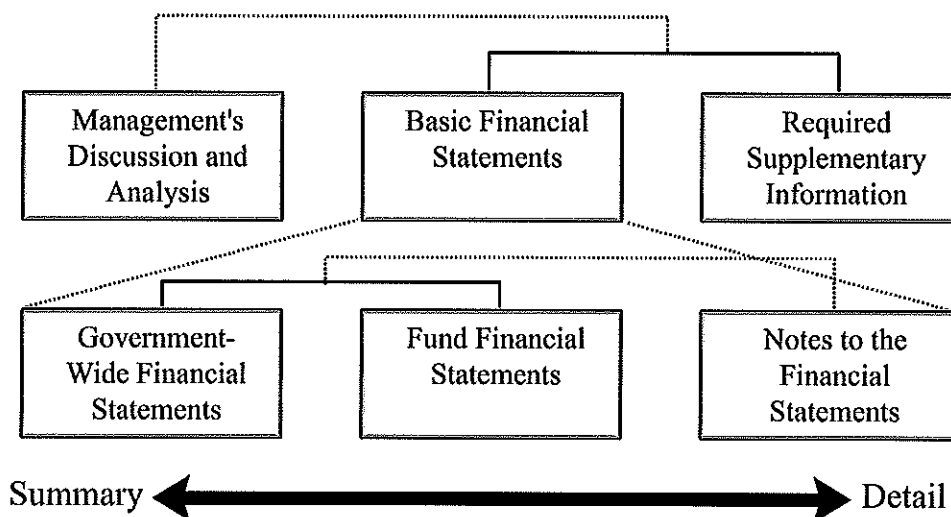 Management's
Discussion and
Analysis
Basic Financial
Statements
Required
Supplementary
Information
Government-
Wide Financial
Statements
Fund Financial
Statements
Notes to the
Financial
Statements
Summary
Detail